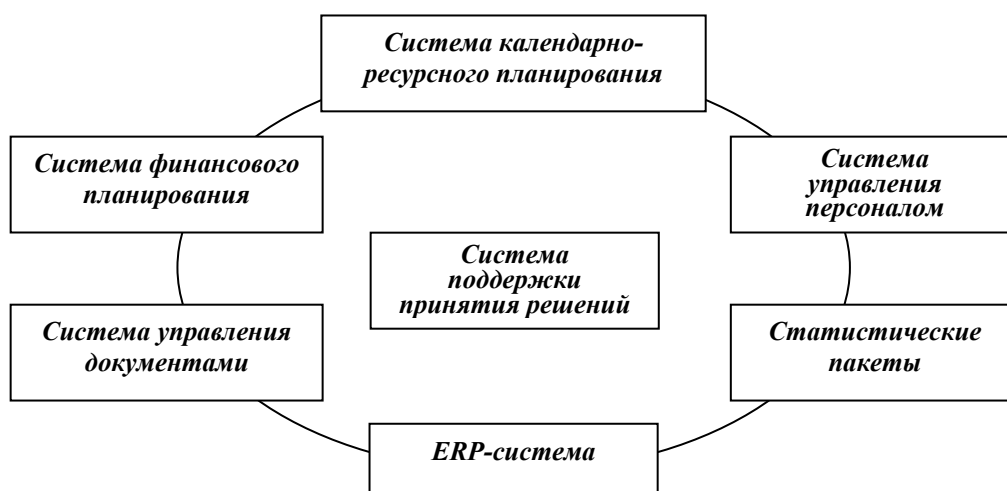 Система календарно-
ресурсного планирования
Система финансового
планирования
Система
управления
персоналом
Система
поддержки
принятия решений
Система управления
документами
Статистические
пакеты
ERP-система